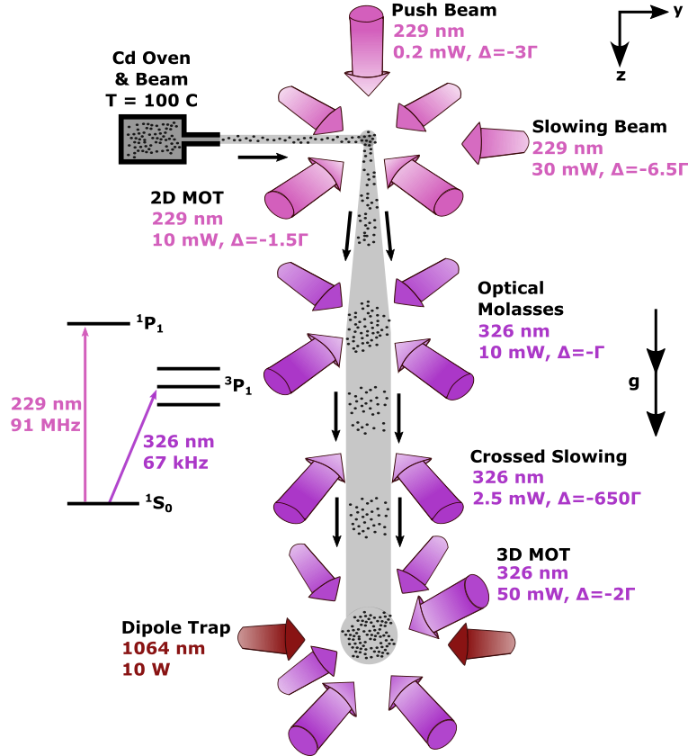 Push Beam
229 nm
0.2 mW, Δ=-3Γ
y
z
Cd Oven
& Beam
T = 100 C
Slowing Beam
229 nm
30 mW, Δ=-6.5Γ
2D MOT
229 nm
10 mW, Δ=-1.5Γ
Optical
Molasses
326 nm
10 mW, Δ=-Γ
¹P₁
³P₁
229 nm
91 MHz
326 nm
67 kHz
¹S₀
g
Crossed Slowing
326 nm
2.5 mW, Δ=-650Γ
3D MOT
326 nm
50 mW, Δ=-2Γ
Dipole Trap
1064 nm
10 W